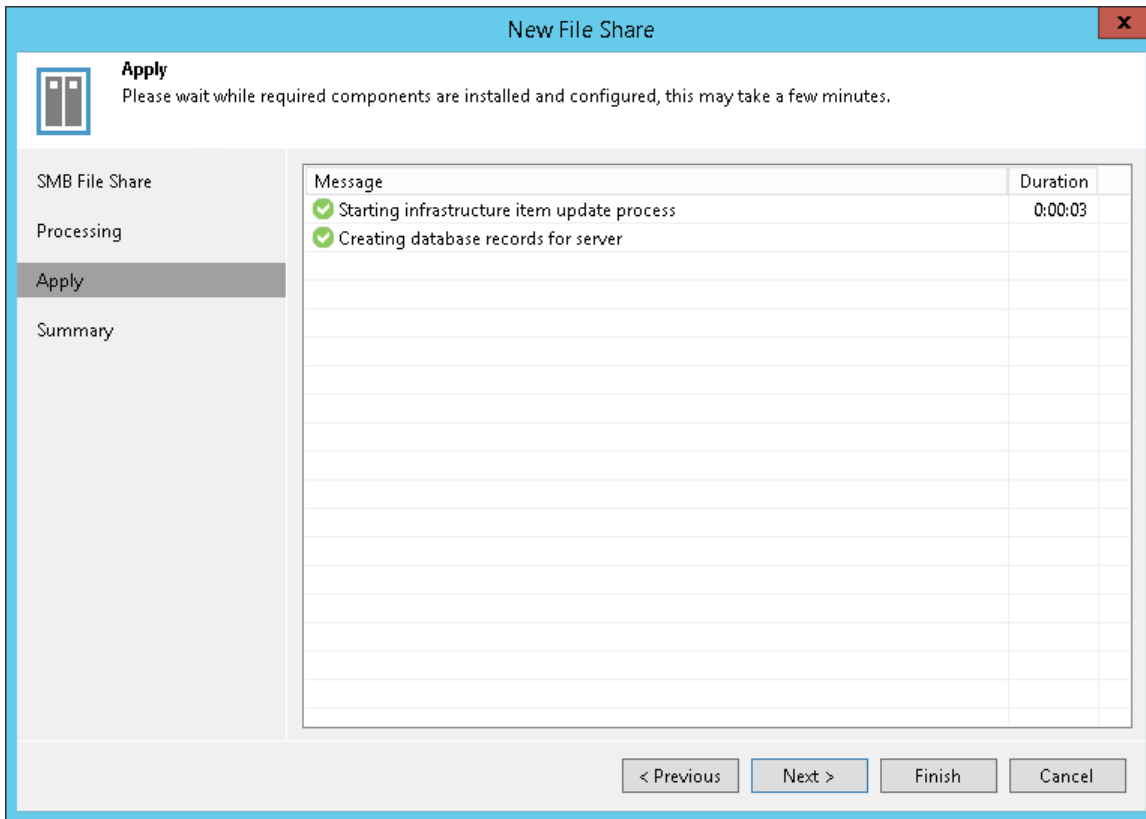 New File Share
x
Apply
Please wait while required components are installed and configured, this may take a few minutes.
SMB File Share
Processing
Apply
Summary
Message Duration
Starting infrastructure item update process 0:00:03
Creating database records for server
< Previous Next > Finish Cancel